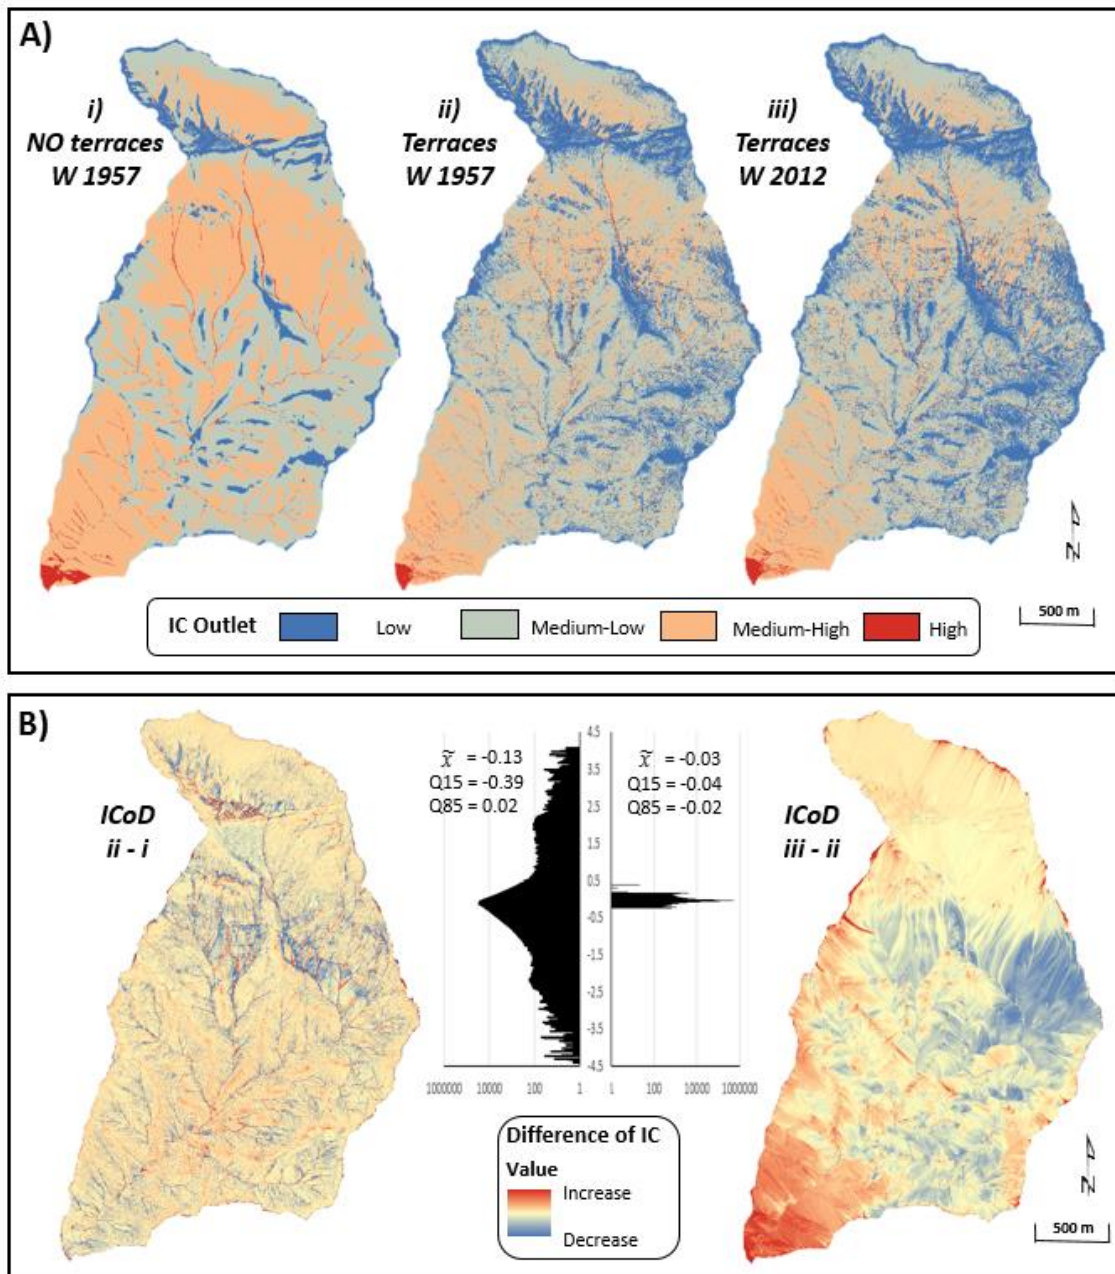 A)
i)
NO terraces
W 1957
ii)
Terraces
W 1957
iii)
Terraces
W 2012
N
IC Outlet Low Medium-Low Medium-High High
500 m
B)
ICoD
ii - i
x̃ = -0.13
Q15 = -0.39
Q85 = 0.02
4.5
3.5
2.5
1.5
0.5
-0.5
-1.5
-2.5
-3.5
-4.5
x̃ = -0.03
Q15 = -0.04
Q85 = -0.02
ICoD
iii - ii
1000000 10000 100 1 1 100 10000 1000000
Difference of IC
Value
Increase
Decrease
N
500 m